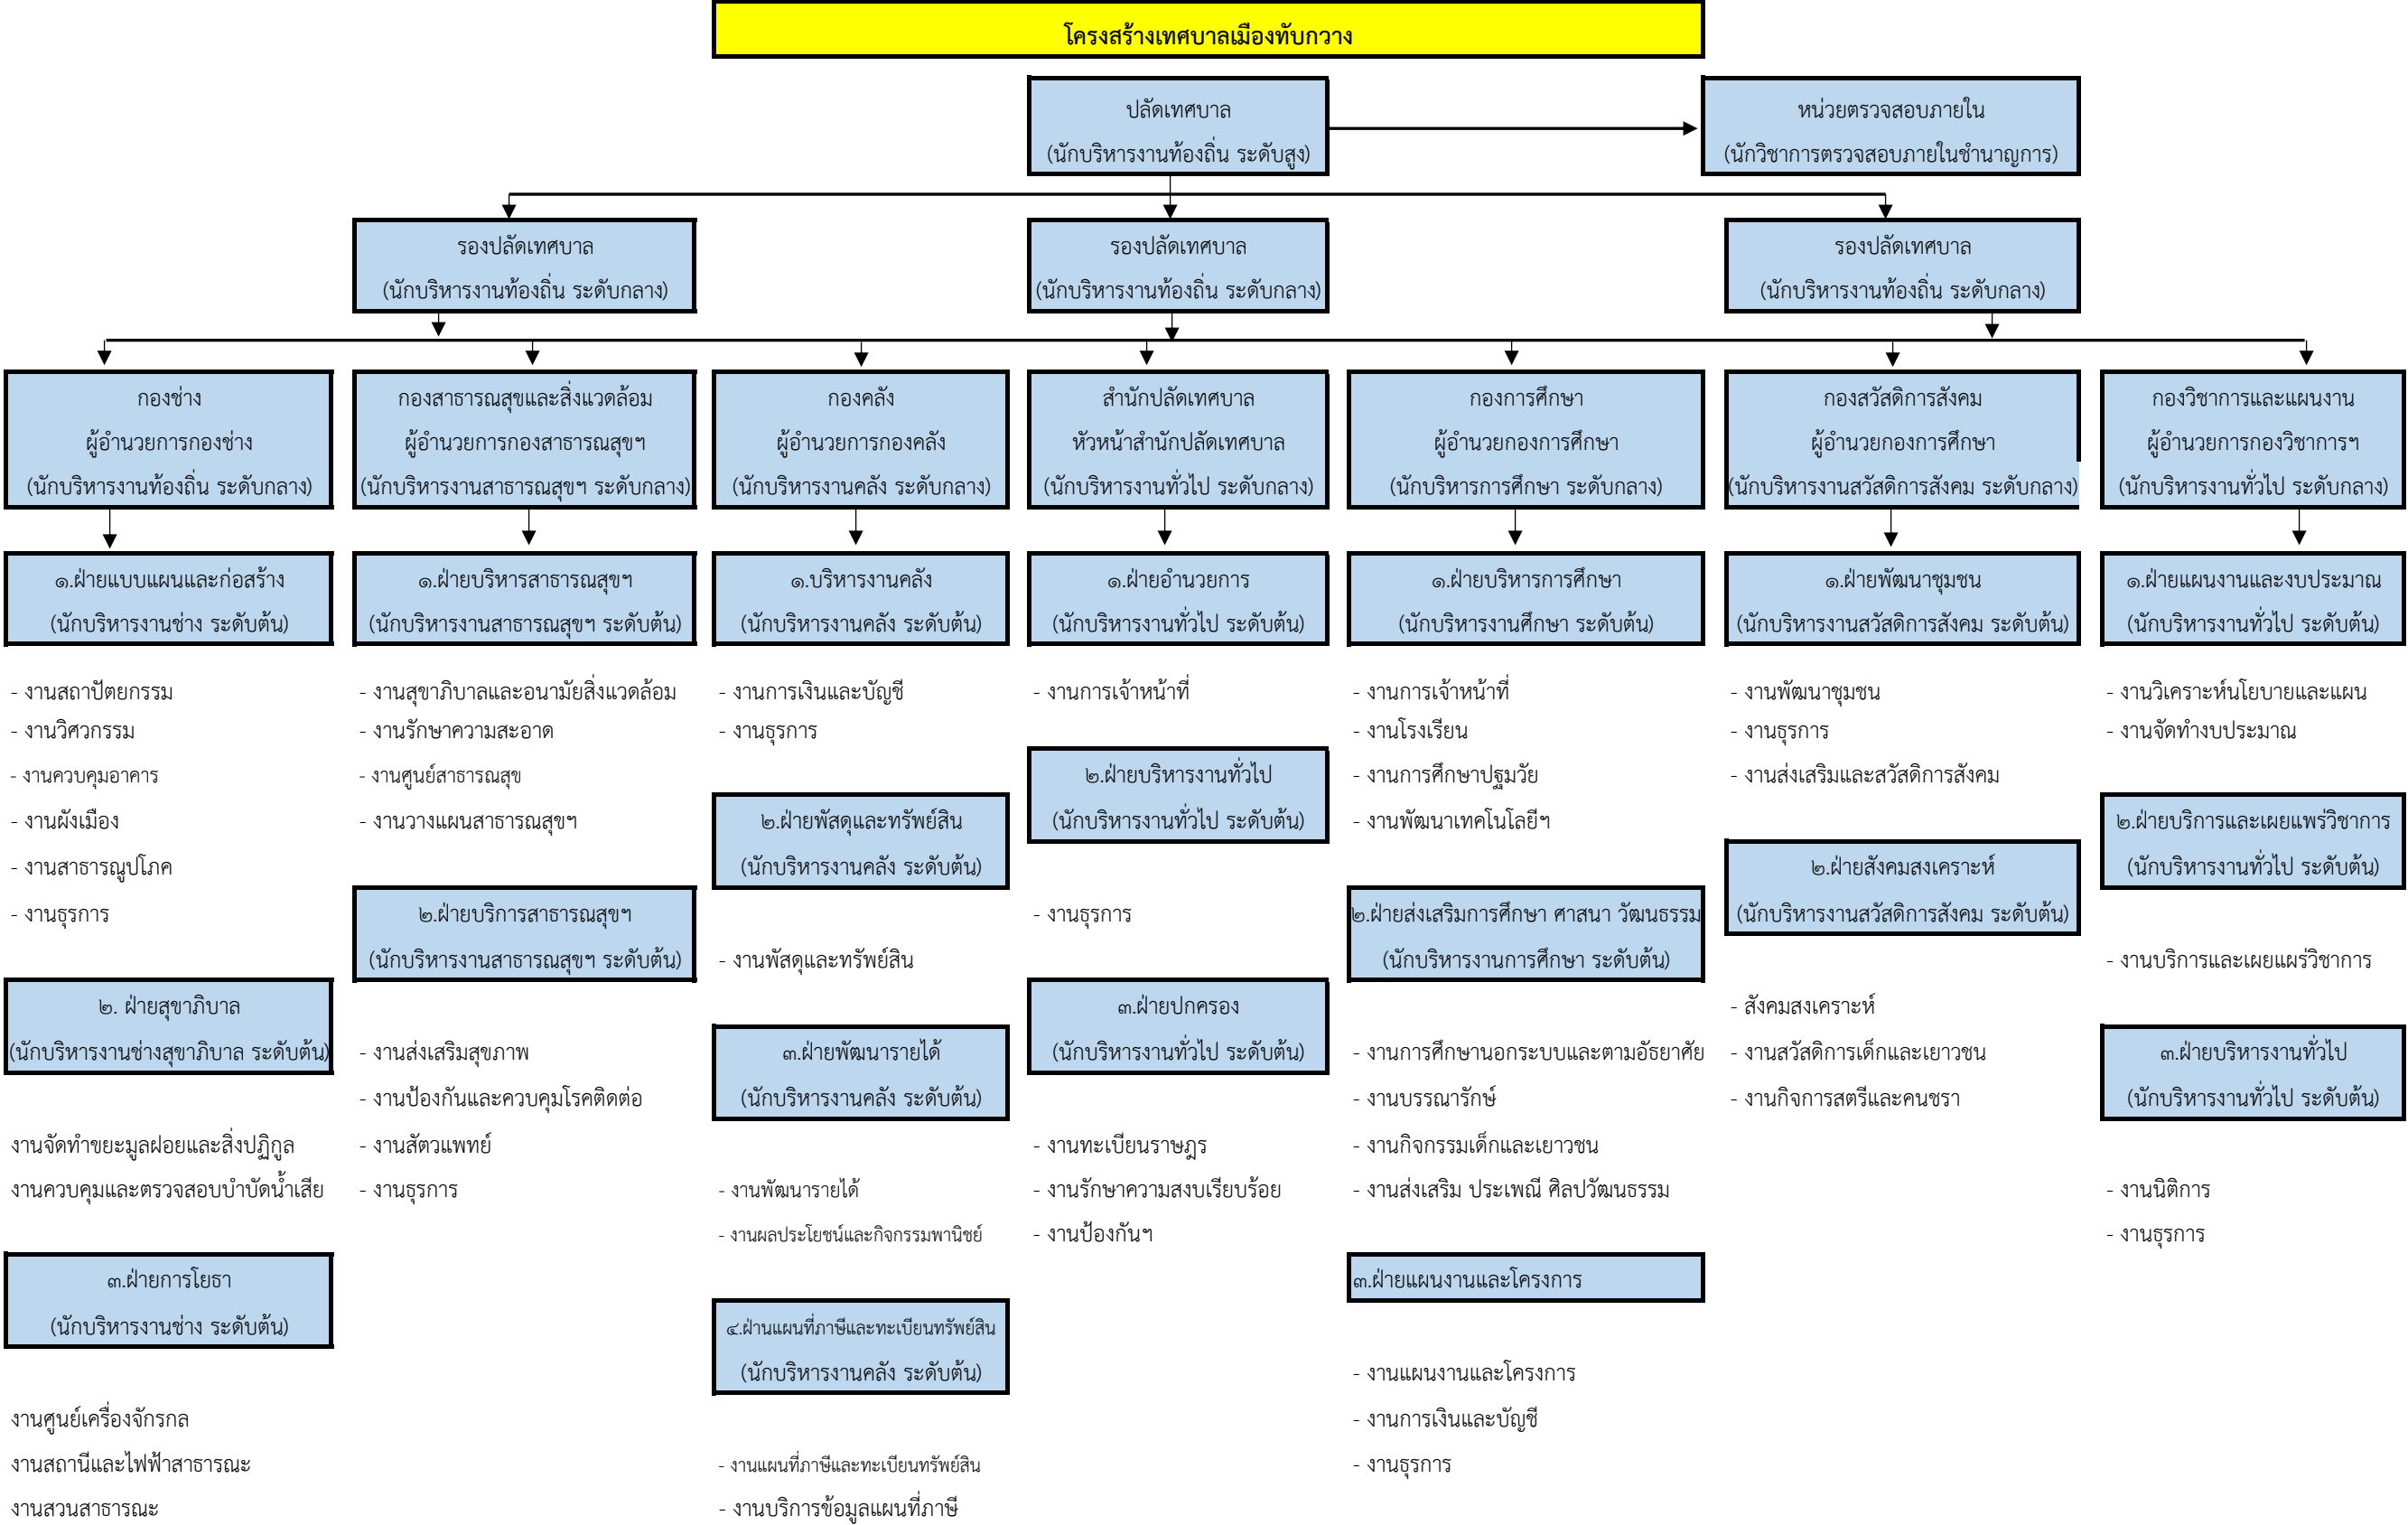 โครงสร้างเทศบาลเมืองทับกวาง
ปลัดเทศบาล
(นักบริหารงานท้องถิ่น ระดับสูง)
หน่วยตรวจสอบภายใน
(นักวิชาการตรวจสอบภายในชำนาญการ)
รองปลัดเทศบาล
(นักบริหารงานท้องถิ่น ระดับกลาง)
รองปลัดเทศบาล
(นักบริหารงานท้องถิ่น ระดับกลาง)
รองปลัดเทศบาล
(นักบริหารงานท้องถิ่น ระดับกลาง)
กองช่าง
ผู้อำนวยการกองช่าง
(นักบริหารงานท้องถิ่น ระดับกลาง)
๑.ฝ่ายแบบแผนและก่อสร้าง
(นักบริหารงานช่าง ระดับต้น)
- งานสถาปัตยกรรม
- งานวิศวกรรม
- งานควบคุมอาคาร
- งานผังเมือง
- งานสาธารณูปโภค
- งานธุรการ
๒. ฝ่ายสุขาภิบาล
(นักบริหารงานช่างสุขาภิบาล ระดับต้น)
งานจัดทำขยะมูลฝอยและสิ่งปฏิกูล
งานควบคุมและตรวจสอบบำบัดน้ำเสีย
๓.ฝ่ายการโยธา
(นักบริหารงานช่าง ระดับต้น)
งานศูนย์เครื่องจักรกล
งานสถานีและไฟฟ้าสาธารณะ
งานสวนสาธารณะ
กองสาธารณสุขและสิ่งแวดล้อม
ผู้อำนวยการกองสาธารณสุขฯ
(นักบริหารงานสาธารณสุขฯ ระดับกลาง)
๑.ฝ่ายบริหารสาธารณสุขฯ
(นักบริหารงานสาธารณสุขฯ ระดับต้น)
- งานสุขาภิบาลและอนามัยสิ่งแวดล้อม
- งานรักษาความสะอาด
- งานศูนย์สาธารณสุข
- งานวางแผนสาธารณสุขฯ
๒.ฝ่ายบริการสาธารณสุขฯ
(นักบริหารงานสาธารณสุขฯ ระดับต้น)
- งานส่งเสริมสุขภาพ
- งานป้องกันและควบคุมโรคติดต่อ
- งานสัตวแพทย์
- งานธุรการ
กองคลัง
ผู้อำนวยการกองคลัง
(นักบริหารงานคลัง ระดับกลาง)
๑.บริหารงานคลัง
(นักบริหารงานคลัง ระดับต้น)
- งานการเงินและบัญชี
- งานธุรการ
๒.ฝ่ายพัสดุและทรัพย์สิน
(นักบริหารงานคลัง ระดับต้น)
- งานพัสดุและทรัพย์สิน
๓.ฝ่ายพัฒนารายได้
(นักบริหารงานคลัง ระดับต้น)
- งานพัฒนารายได้
- งานผลประโยชน์และกิจกรรมพานิชย์
๔.ฝ่านแผนที่ภาษีและทะเบียนทรัพย์สิน
(นักบริหารงานคลัง ระดับต้น)
- งานแผนที่ภาษีและทะเบียนทรัพย์สิน
- งานบริการข้อมูลแผนที่ภาษี
สำนักปลัดเทศบาล
หัวหน้าสำนักปลัดเทศบาล
(นักบริหารงานทั่วไป ระดับกลาง)
๑.ฝ่ายอำนวยการ
(นักบริหารงานทั่วไป ระดับต้น)
- งานการเจ้าหน้าที่
๒.ฝ่ายบริหารงานทั่วไป
(นักบริหารงานทั่วไป ระดับต้น)
- งานธุรการ
๓.ฝ่ายปกครอง
(นักบริหารงานทั่วไป ระดับต้น)
- งานทะเบียนราษฎร
- งานรักษาความสงบเรียบร้อย
- งานป้องกันฯ
กองการศึกษา
ผู้อำนวยกองการศึกษา
(นักบริหารการศึกษา ระดับกลาง)
๑.ฝ่ายบริหารการศึกษา
(นักบริหารงานศึกษา ระดับต้น)
- งานการเจ้าหน้าที่
- งานโรงเรียน
- งานการศึกษาปฐมวัย
- งานพัฒนาเทคโนโลยีฯ
๒.ฝ่ายส่งเสริมการศึกษา ศาสนา วัฒนธรรม
(นักบริหารงานการศึกษา ระดับต้น)
- งานการศึกษานอกระบบและตามอัธยาศัย
- งานบรรณารักษ์
- งานกิจกรรมเด็กและเยาวชน
- งานส่งเสริม ประเพณี ศิลปวัฒนธรรม
๓.ฝ่ายแผนงานและโครงการ
- งานแผนงานและโครงการ
- งานการเงินและบัญชี
- งานธุรการ
กองสวัสดิการสังคม
ผู้อำนวยกองการศึกษา
(นักบริหารงานสวัสดิการสังคม ระดับกลาง)
๑.ฝ่ายพัฒนาชุมชน
(นักบริหารงานสวัสดิการสังคม ระดับต้น)
- งานพัฒนาชุมชน
- งานธุรการ
- งานส่งเสริมและสวัสดิการสังคม
๒.ฝ่ายสังคมสงเคราะห์
(นักบริหารงานสวัสดิการสังคม ระดับต้น)
- สังคมสงเคราะห์
- งานสวัสดิการเด็กและเยาวชน
- งานกิจการสตรีและคนชรา
กองวิชาการและแผนงาน
ผู้อำนวยการกองวิชาการฯ
(นักบริหารงานทั่วไป ระดับกลาง)
๑.ฝ่ายแผนงานและงบประมาณ
(นักบริหารงานทั่วไป ระดับต้น)
- งานวิเคราะห์นโยบายและแผน
- งานจัดทำงบประมาณ
๒.ฝ่ายบริการและเผยแพร่วิชาการ
(นักบริหารงานทั่วไป ระดับต้น)
- งานบริการและเผยแผร่วิชาการ
๓.ฝ่ายบริหารงานทั่วไป
(นักบริหารงานทั่วไป ระดับต้น)
- งานนิติการ
- งานธุรการ